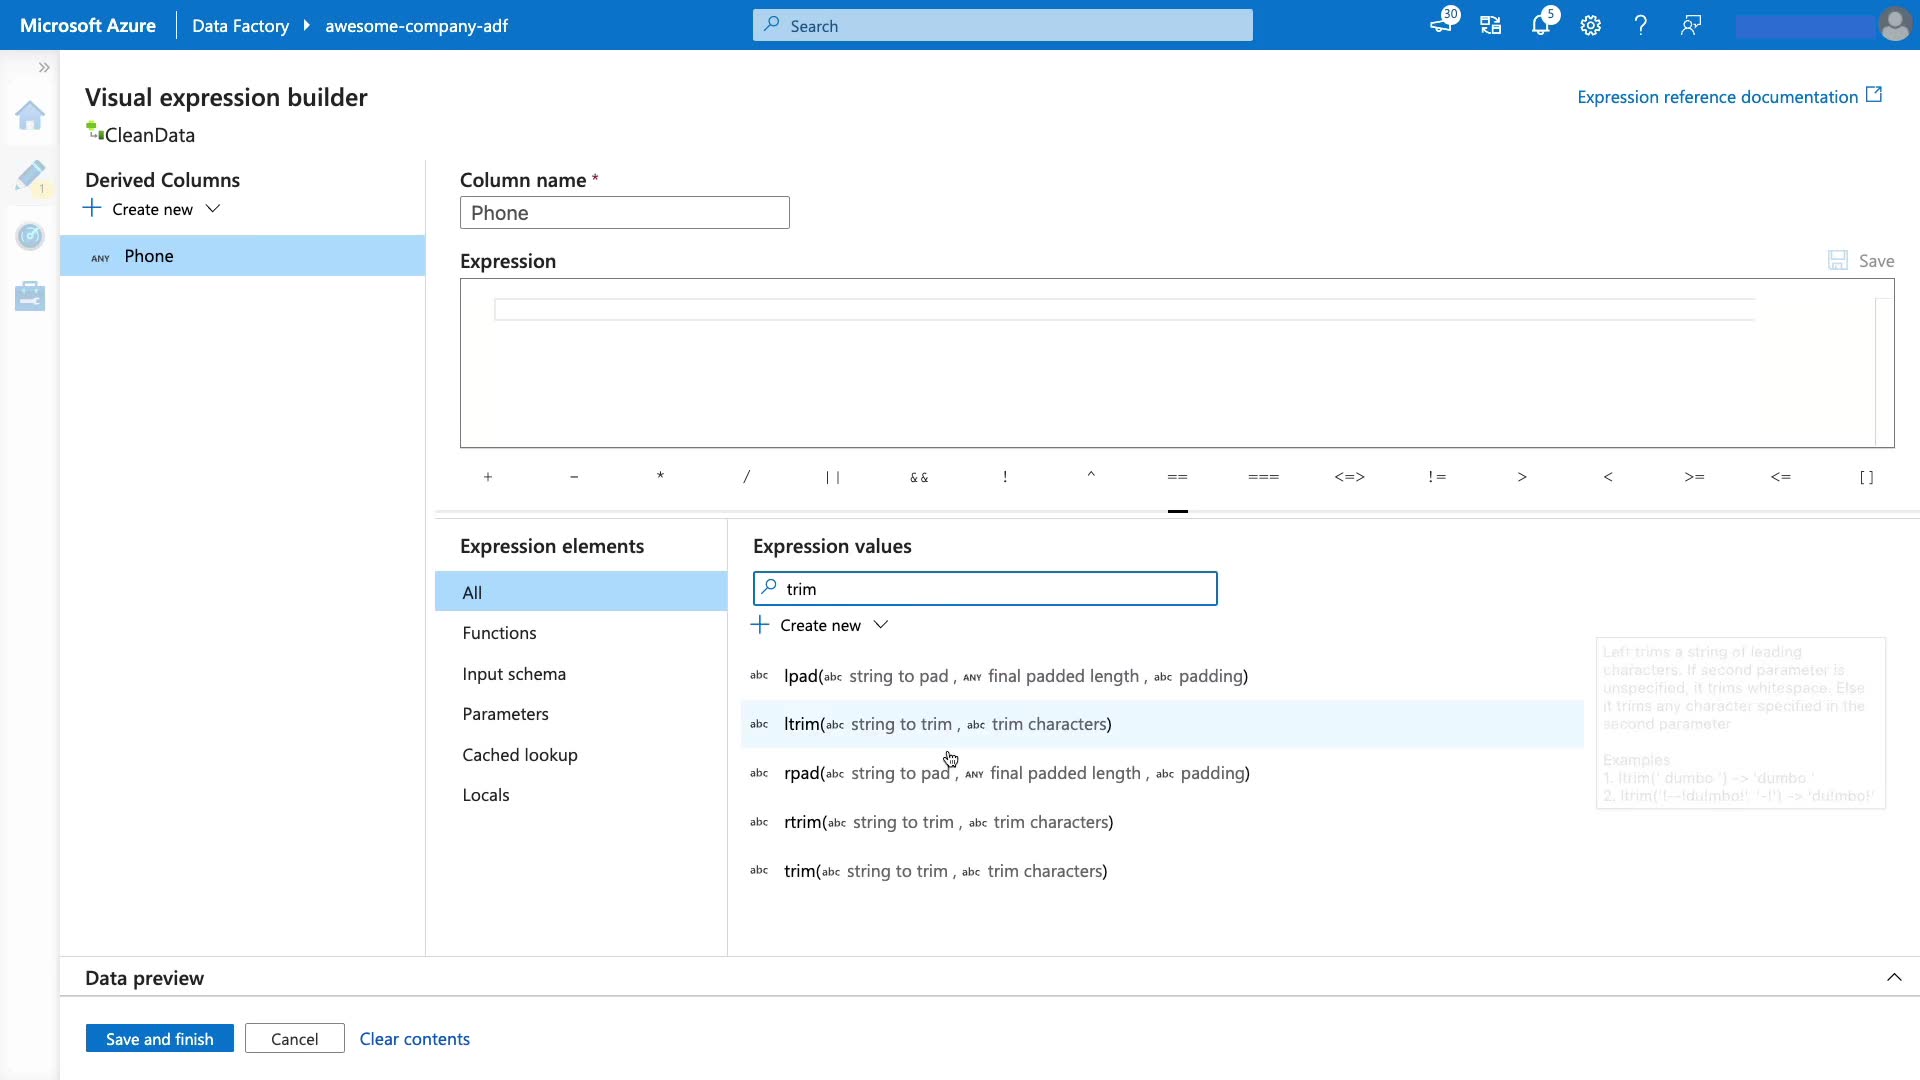 Microsoft Azure
Data Factory
awesome-company-adf
Search
30
5
Visual expression builder
Expression reference documentation
CleanData
1
Derived Columns
Create new
ANY Phone
Column name *
Phone
Expression
Save
+ - * / || && ! ^ == === <=> != > < >= <= []
Expression elements
All
Functions
Input schema
Parameters
Cached lookup
Locals
Expression values
trim
Create new
abc lpad(abc string to pad , ANY final padded length , abc padding)
abc ltrim(abc string to trim , abc trim characters)
abc rpad(abc string to pad , ANY final padded length , abc padding)
abc rtrim(abc string to trim , abc trim characters)
abc trim(abc string to trim , abc trim characters)
Left trims a string of leading
characters. If second parameter is
unspecified, it trims whitespace. Else
it trims any character specified in the
second parameter
Examples
1. ltrim(' dumbo ') -> 'dumbo '
2. ltrim('!--!du!mbo!', '-!') -> 'du!mbo!'
Data preview
Save and finish
Cancel
Clear contents